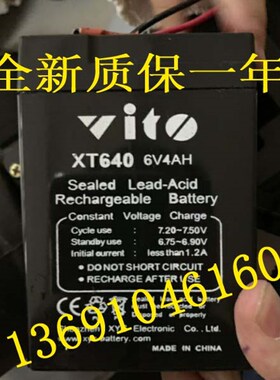 全新质保一年
vito
XT640 6V4AH
Sealed Lead-Acid
Rechargeable Battery
Constant Voltage Charge
Cycle use : 7.20~7.50V
Standby use : 6.75~6.90V
Initial current : less than 1.2A
DO NOT SHORT CIRCUIT
RECHARGE AFTER USE
13691046160
Electronic Co., Ltd.
MADE IN CHINA